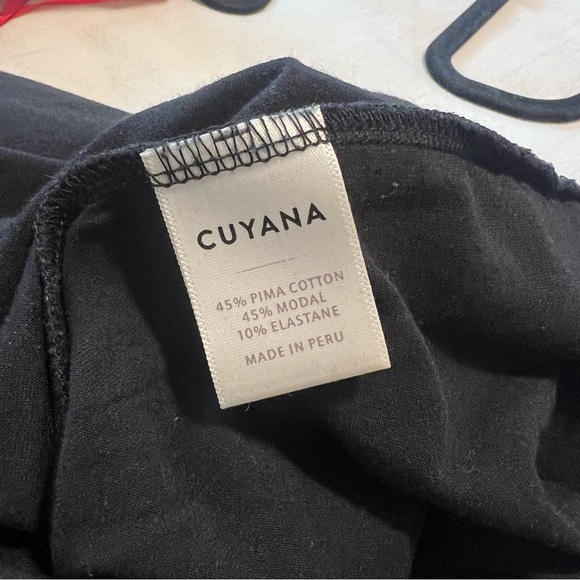 CUYANA
45% PIMA COTTON
45% MODAL
10% ELASTANE
MADE IN PERU